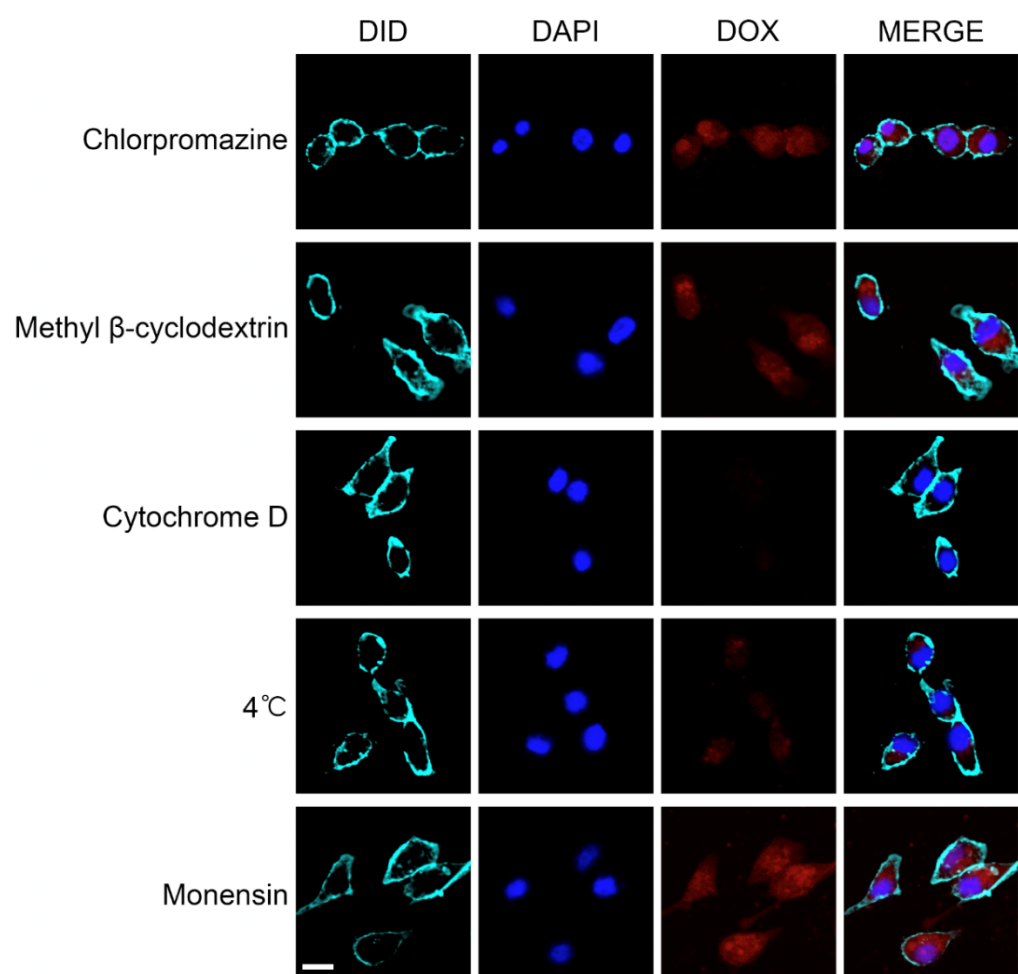 DID DAPI DOX MERGE
Chlorpromazine
Methyl β-cyclodextrin
Cytochrome D
4℃
Monensin